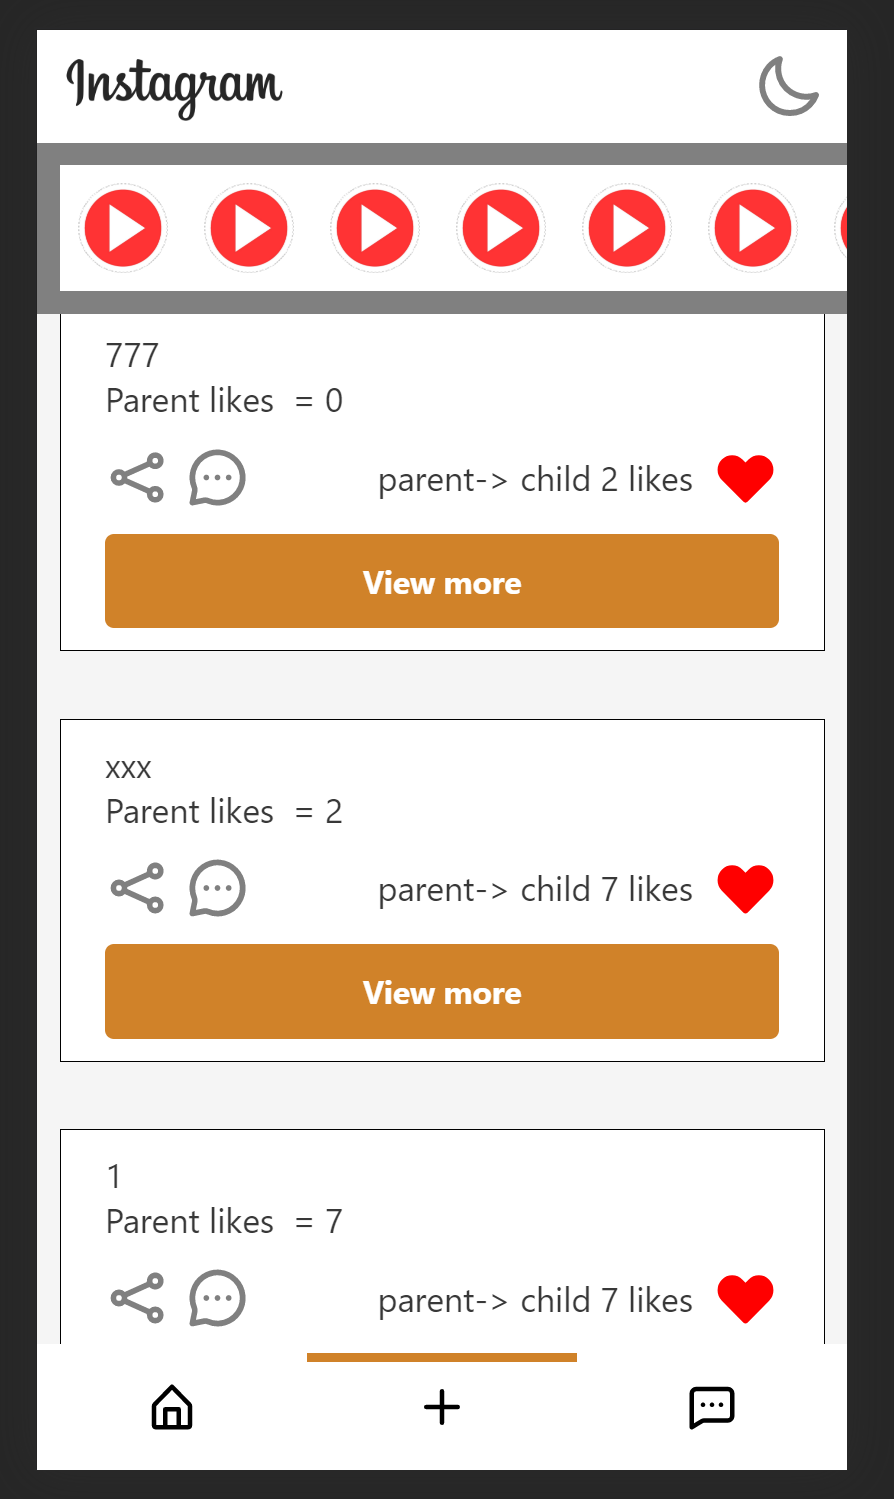 Instagram
777
Parent likes  = 0
parent-> child 2 likes
View more
xxx
Parent likes  = 2
parent-> child 7 likes
View more
1
Parent likes  = 7
parent-> child 7 likes